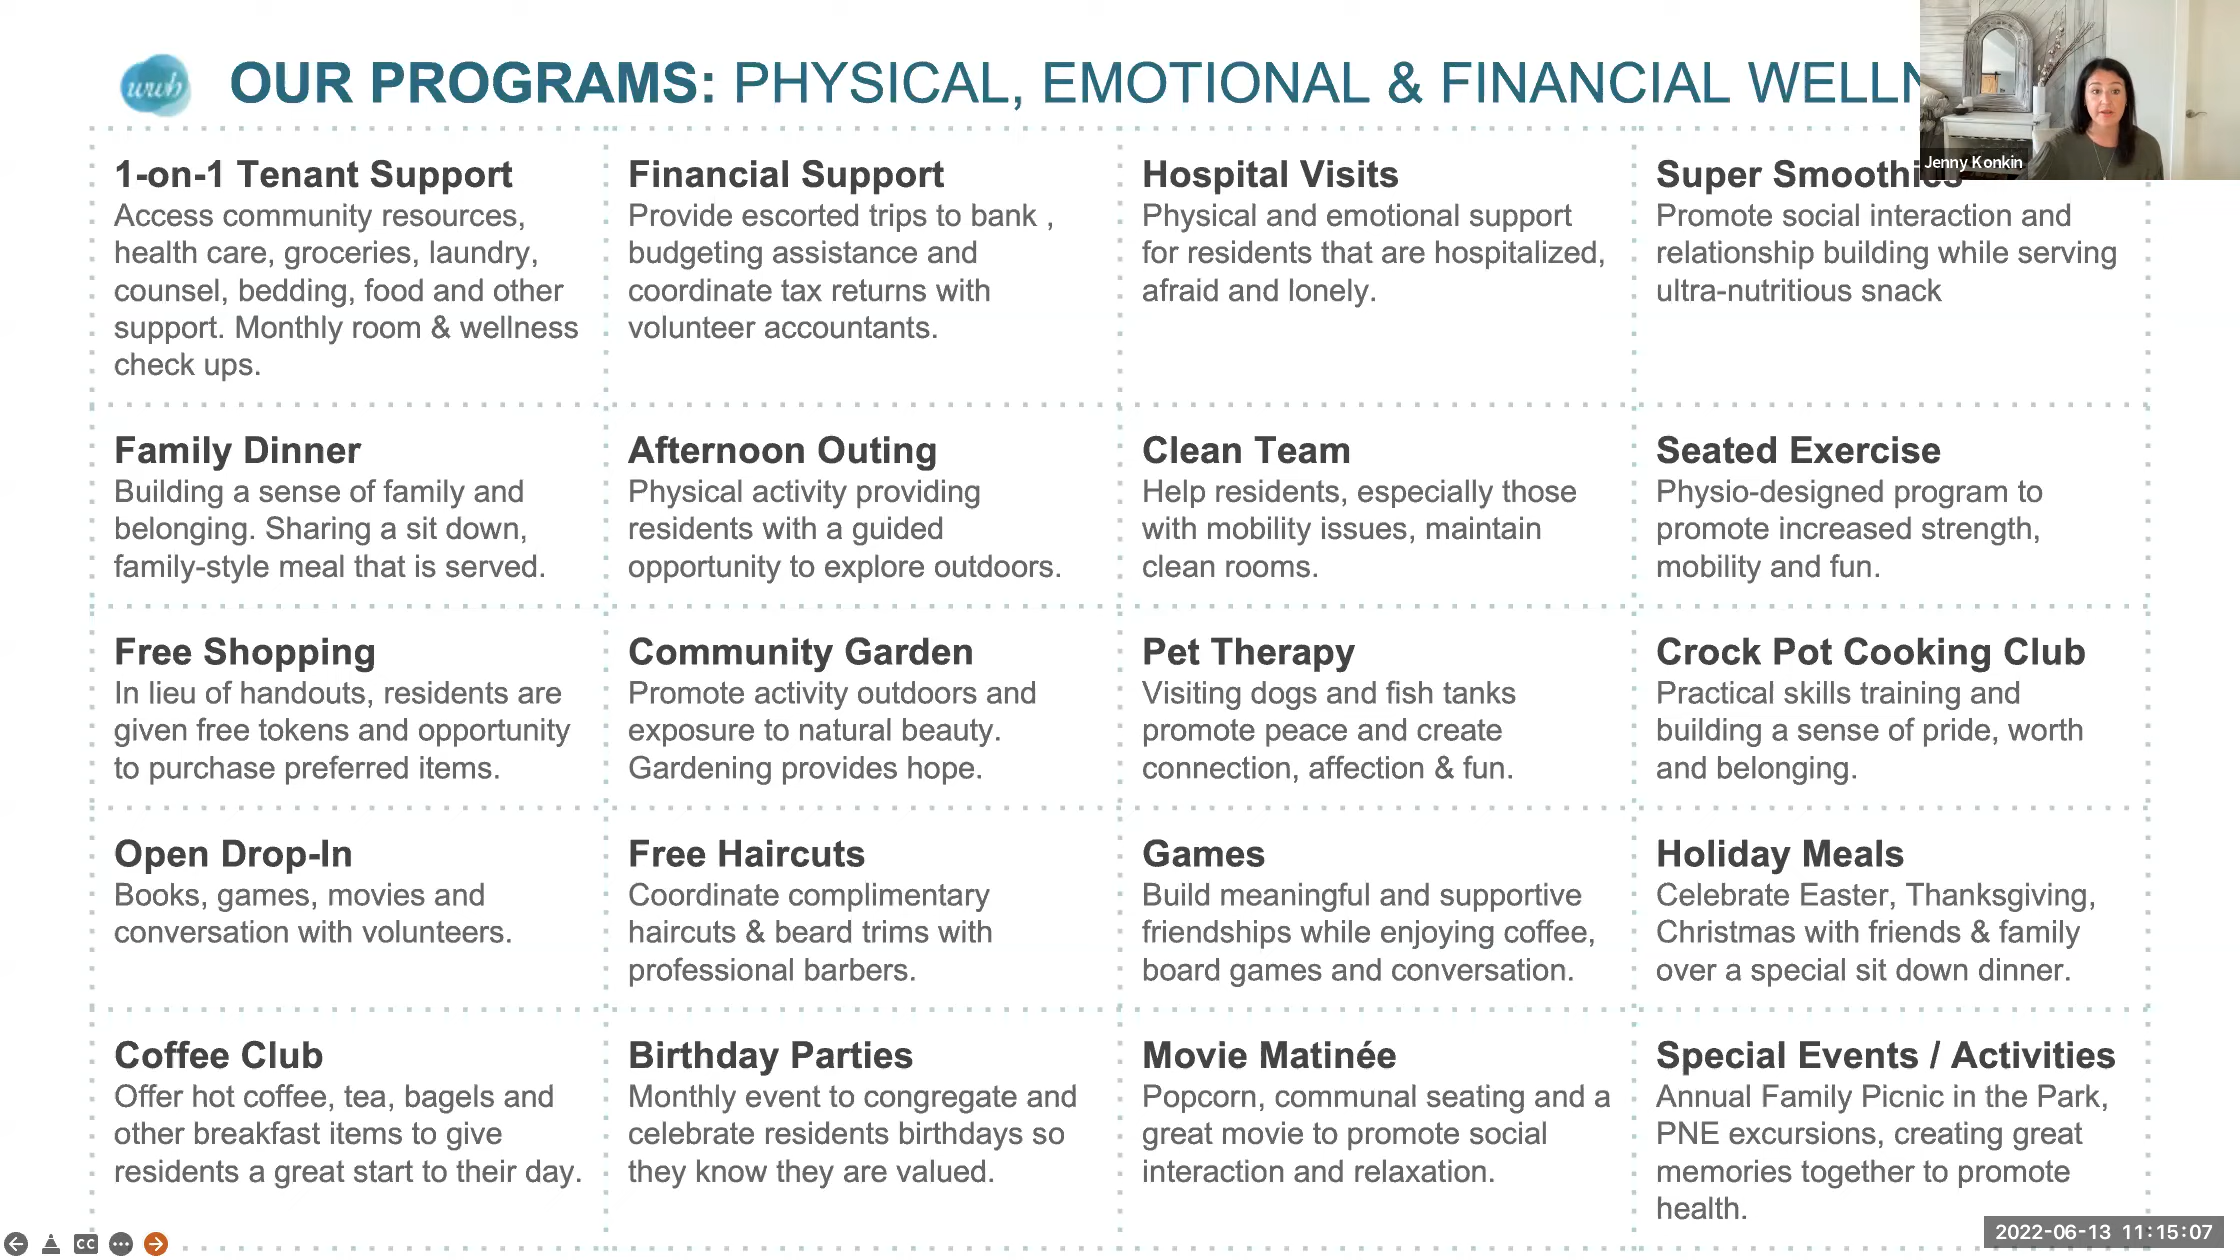 wwb
OUR PROGRAMS: PHYSICAL, EMOTIONAL & FINANCIAL
Jenny Konkin
1-on-1 Tenant Support
Access community resources,
health care, groceries, laundry,
counsel, bedding, food and other
support. Monthly room & wellness
check ups.
Financial Support
Provide escorted trips to bank ,
budgeting assistance and
coordinate tax returns with
volunteer accountants.
Hospital Visits
Physical and emotional support
for residents that are hospitalized,
afraid and lonely.
Super Smoothies
Promote social interaction and
relationship building while serving
ultra-nutritious snack
Family Dinner
Building a sense of family and
belonging. Sharing a sit down,
family-style meal that is served.
Afternoon Outing
Physical activity providing
residents with a guided
opportunity to explore outdoors.
Clean Team
Help residents, especially those
with mobility issues, maintain
clean rooms.
Seated Exercise
Physio-designed program to
promote increased strength,
mobility and fun.
Free Shopping
In lieu of handouts, residents are
given free tokens and opportunity
to purchase preferred items.
Community Garden
Promote activity outdoors and
exposure to natural beauty.
Gardening provides hope.
Pet Therapy
Visiting dogs and fish tanks
promote peace and create
connection, affection & fun.
Crock Pot Cooking Club
Practical skills training and
building a sense of pride, worth
and belonging.
Open Drop-In
Books, games, movies and
conversation with volunteers.
Free Haircuts
Coordinate complimentary
haircuts & beard trims with
professional barbers.
Games
Build meaningful and supportive
friendships while enjoying coffee,
board games and conversation.
Holiday Meals
Celebrate Easter, Thanksgiving,
Christmas with friends & family
over a special sit down dinner.
Coffee Club
Offer hot coffee, tea, bagels and
other breakfast items to give
residents a great start to their day.
Birthday Parties
Monthly event to congregate and
celebrate residents birthdays so
they know they are valued.
Movie Matinée
Popcorn, communal seating and a
great movie to promote social
interaction and relaxation.
Special Events / Activities
Annual Family Picnic in the Park,
PNE excursions, creating great
memories together to promote
health.
CC
2022-06-13 11:15:07